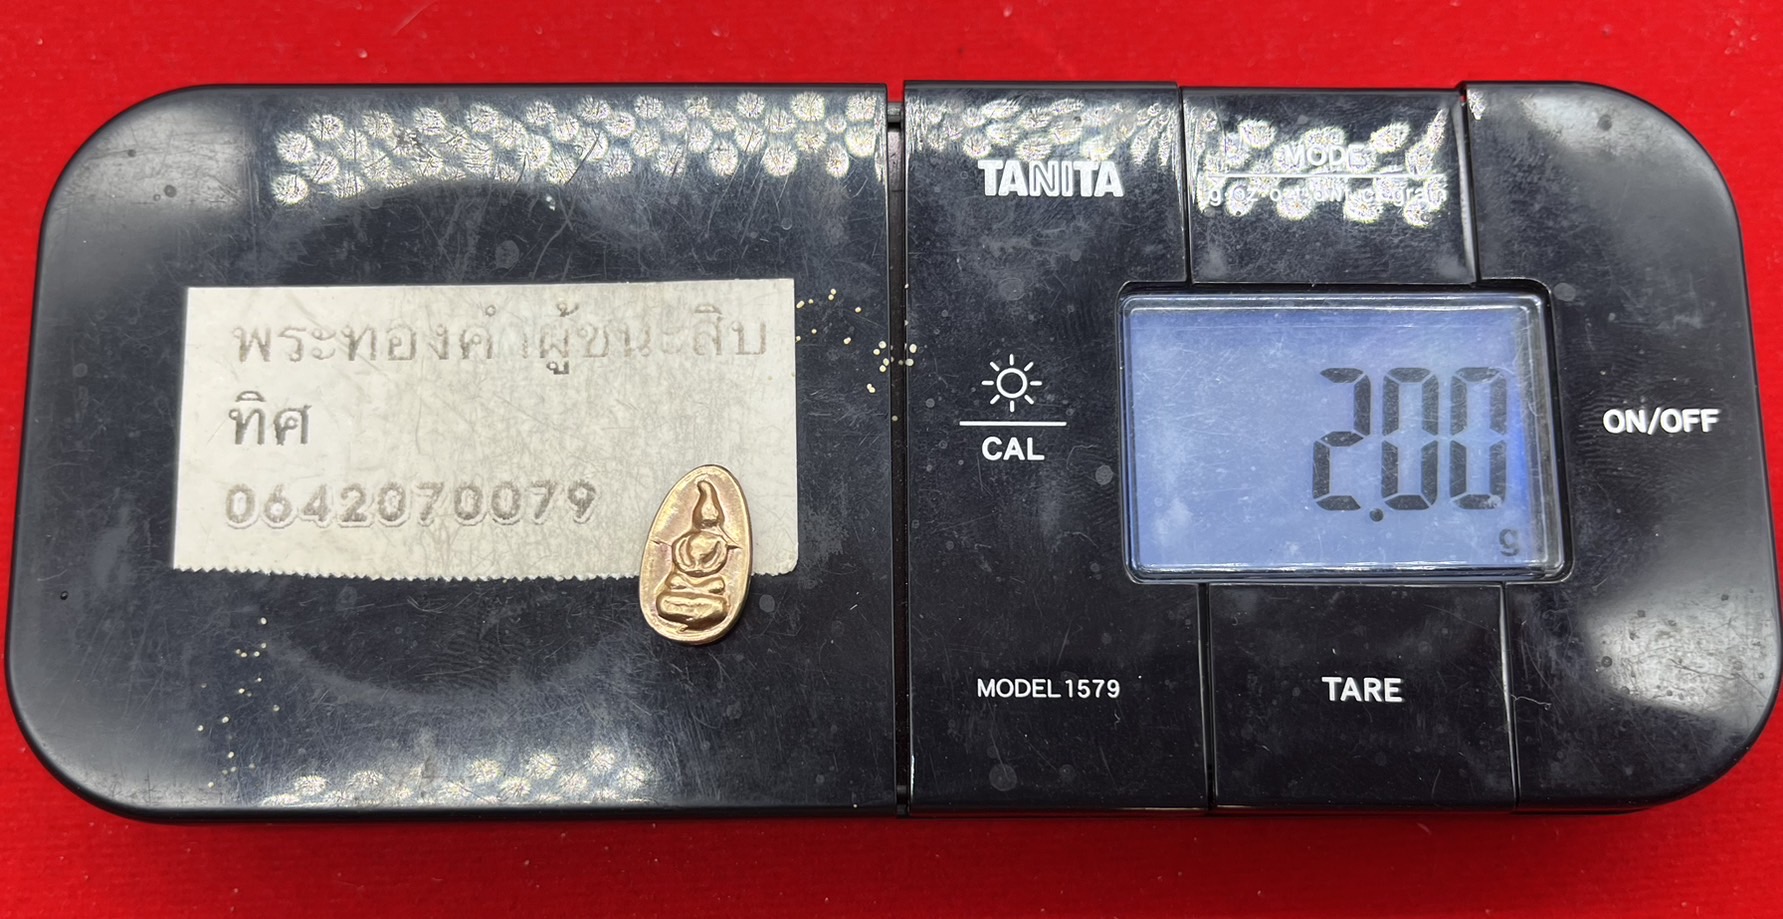 พระทองคำผู้ชนะสิบ
ทิศ
0642070079
TANITA
MODE
CAL
2.00
g
ON/OFF
MODEL 1579
TARE